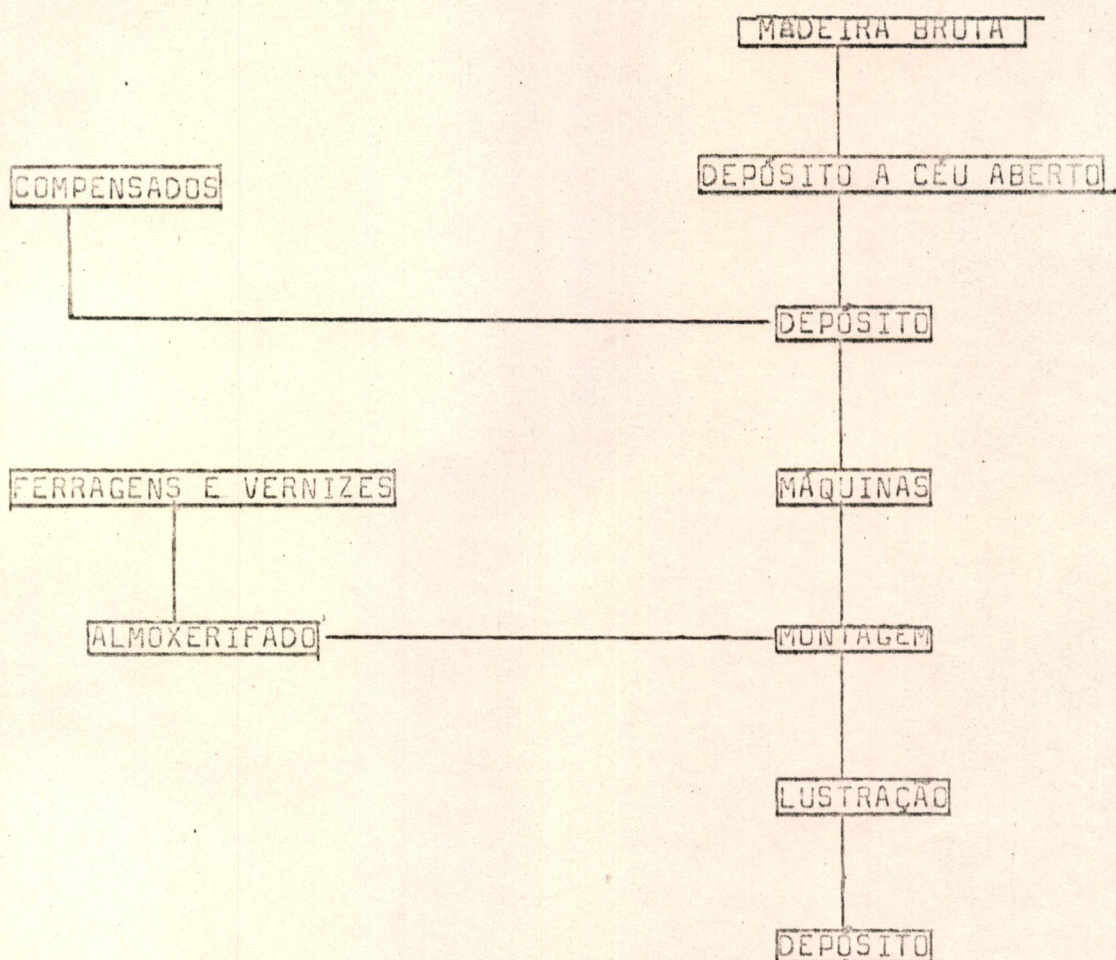 MADEIRA BRUTA
COMPENSADOS
DEPÓSITO A CÉU ABERTO
DEPÓSITO
FERRAGENS E VERNIZES
MÁQUINAS
ALMOXERIFADO
MONTAGEM
LUSTRAÇÃO
DEPÓSITO